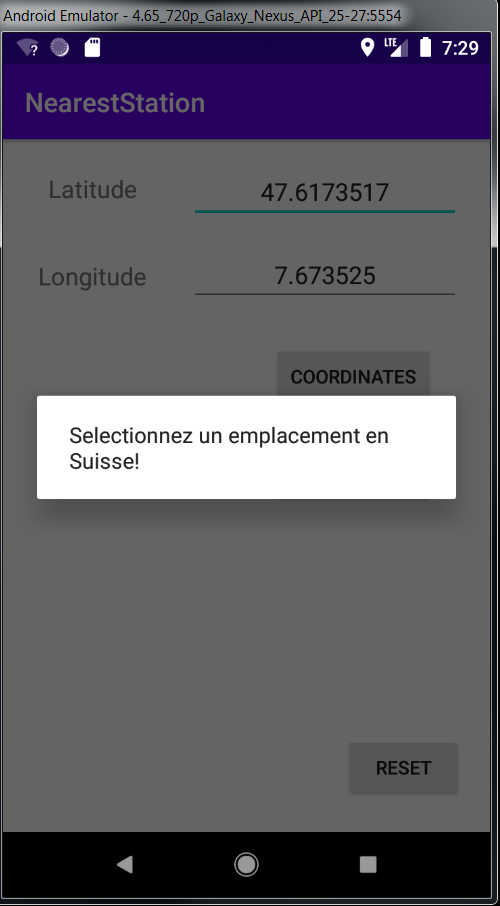 Android Emulator - 4.65_720p_Galaxy_Nexus_API_25-27:5554
LTE 7:29
NearestStation
Latitude 47.6173517
Longitude 7.673525
COORDINATES
Selectionnez un emplacement en
Suisse!
RESET